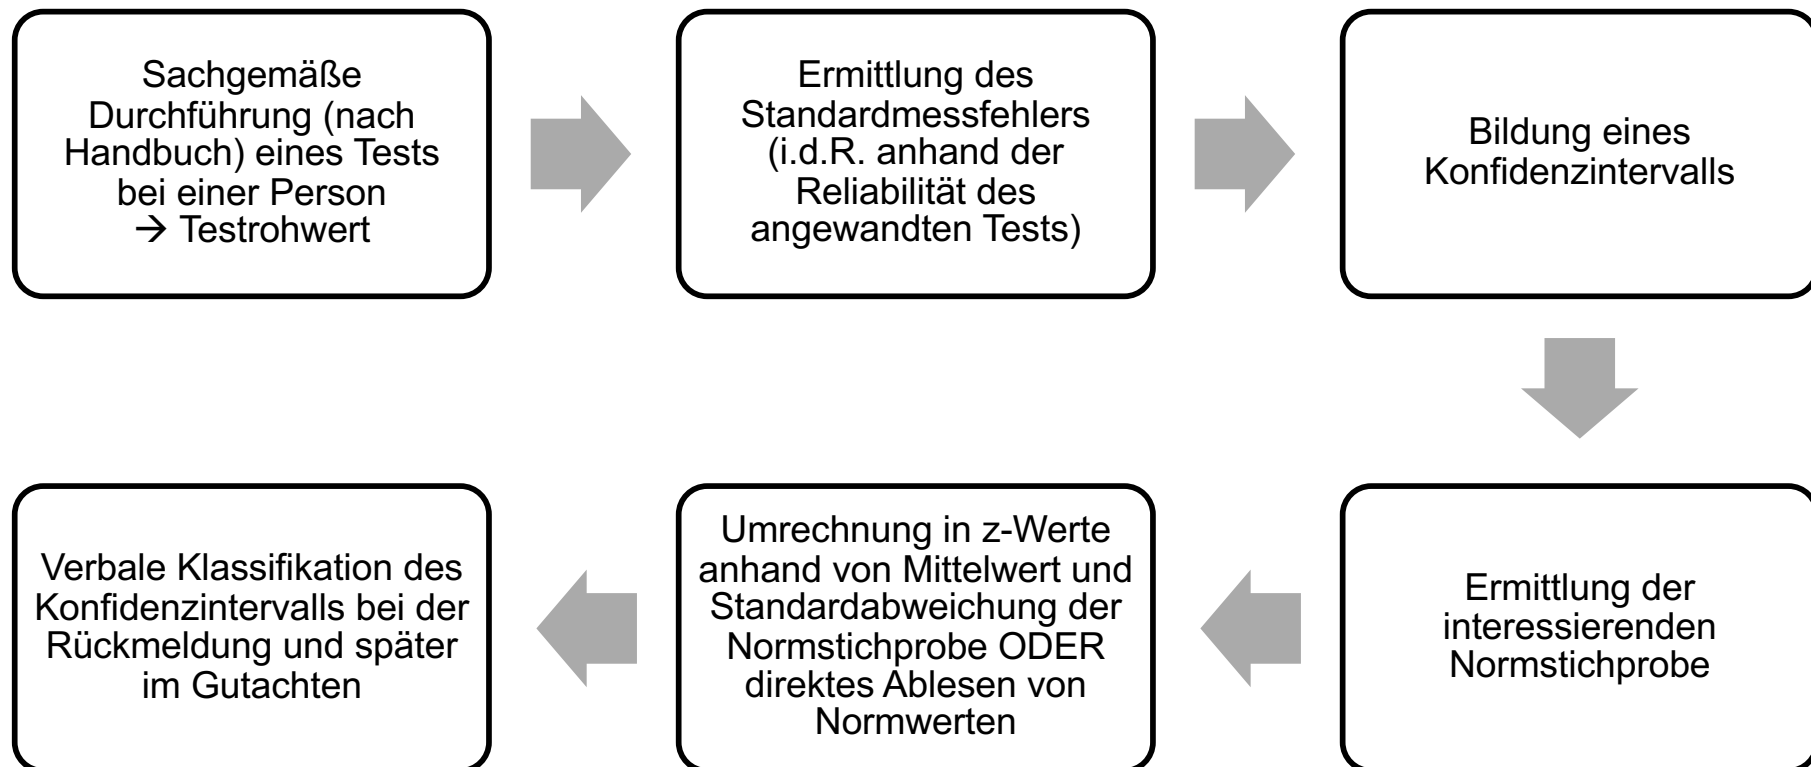 Sachgemäße
Durchführung (nach
Handbuch) eines Tests
bei einer Person
→ Testrohwert
Ermittlung des
Standardmessfehlers
(i.d.R. anhand der
Reliabilität des
angewandten Tests)
Bildung eines
Konfidenzintervalls
Ermittlung der
interessierenden
Normstichprobe
Umrechnung in z-Werte
anhand von Mittelwert und
Standardabweichung der
Normstichprobe ODER
direktes Ablesen von
Normwerten
Verbale Klassifikation des
Konfidenzintervalls bei der
Rückmeldung und später
im Gutachten